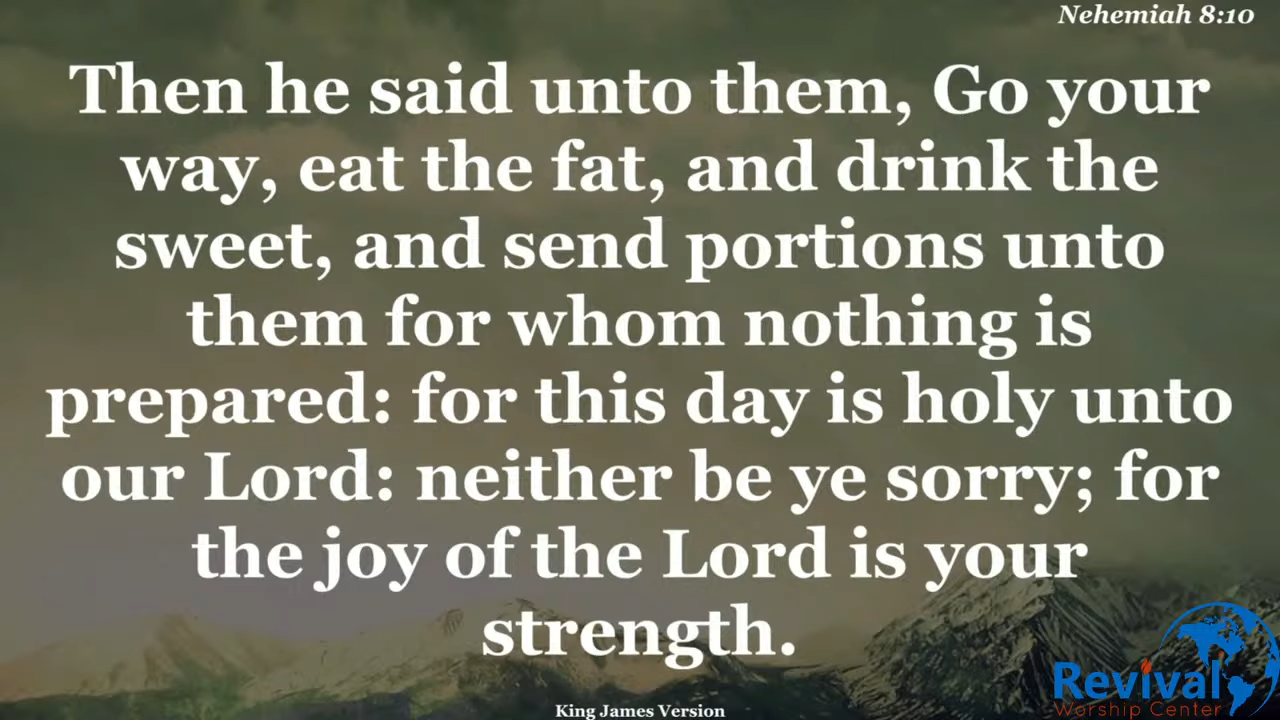 Nehemiah 8:10
Then he said unto them, Go your
way, eat the fat, and drink the
sweet, and send portions unto
them for whom nothing is
prepared: for this day is holy unto
our Lord: neither be ye sorry; for
the joy of the Lord is your
strength.
Revival
Worship Center
King James Version